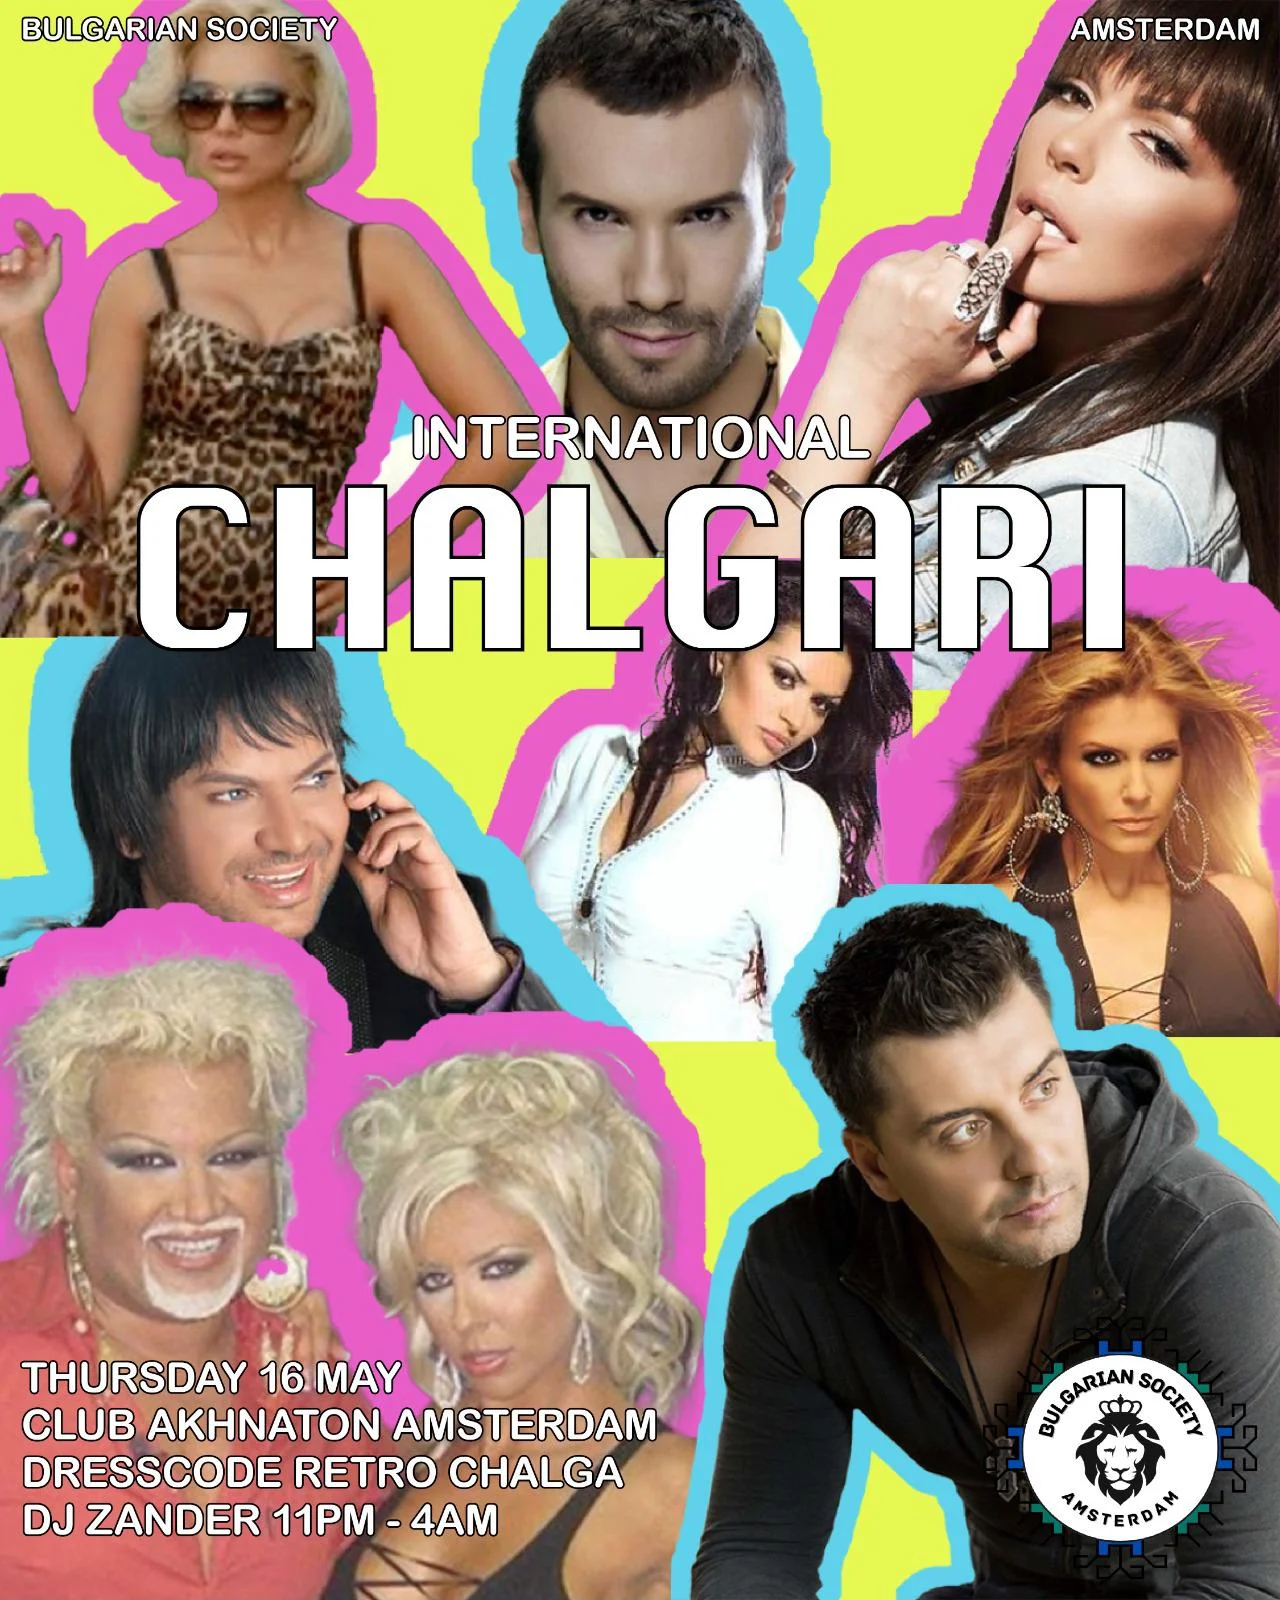 BULGARIAN SOCIETY
AMSTERDAM
INTERNATIONAL
CHALGARI
THURSDAY 16 MAY
CLUB AKHNATON AMSTERDAM
DRESSCODE RETRO CHALGA
DJ ZANDER 11PM - 4AM
BULGARIAN SOCIETY
AMSTERDAM